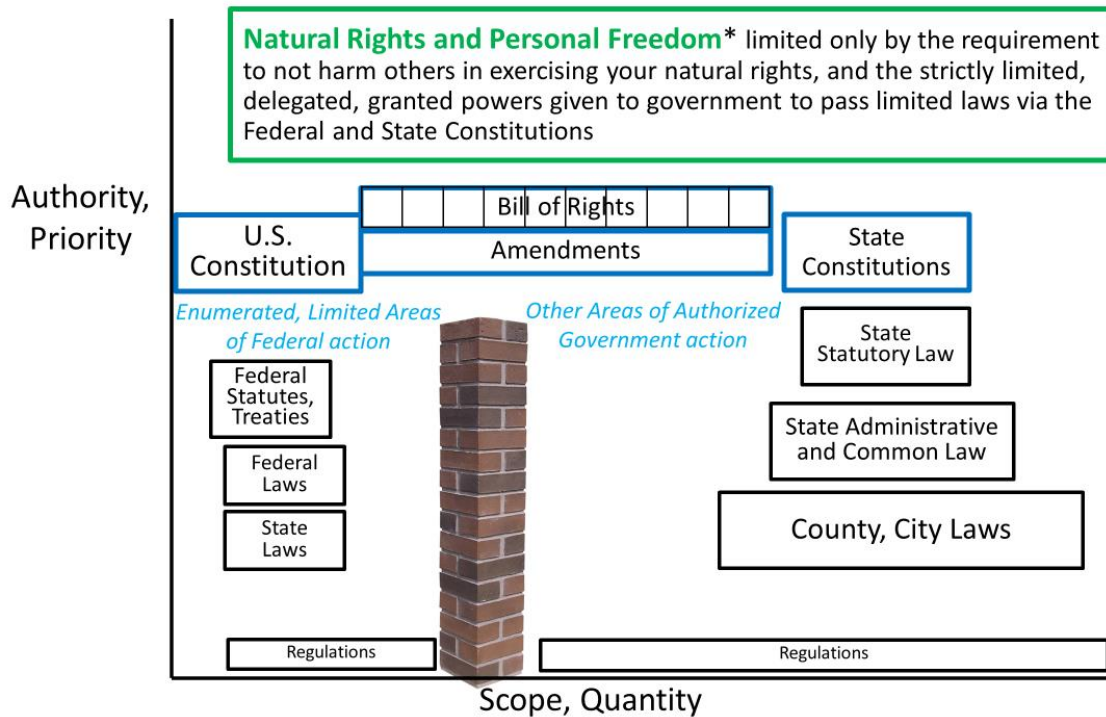 Natural Rights and Personal Freedom* limited only by the requirement
to not harm others in exercising your natural rights, and the strictly limited,
delegated, granted powers given to government to pass limited laws via the
Federal and State Constitutions
Authority,
Priority
Bill of Rights
U.S.
Constitution
Amendments
State
Constitutions
Enumerated, Limited Areas
of Federal action
Other Areas of Authorized
Government action
State
Statutory Law
Federal
Statutes,
Treaties
State Administrative
and Common Law
Federal
Laws
State
Laws
County, City Laws
Regulations
Regulations
Scope, Quantity